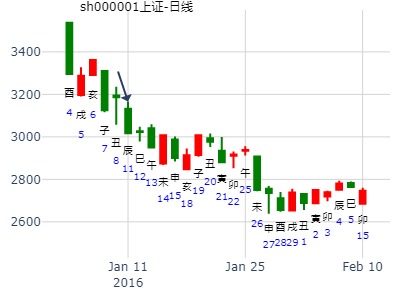 sh000001上证-日线
3400
3200
3000
2800
2600
酉 戌 亥 子 丑 辰 巳 午 未 申 亥 子 丑 寅 卯 午 未 申 酉 戌 丑 寅 卯 辰 巳 卯
4 5 6 7 8 11 12 13 14 15 18 19 20 21 22 25 26 27 28 29 1 2 3 4 5 15
Jan 11 Jan 25 Feb 10
2016